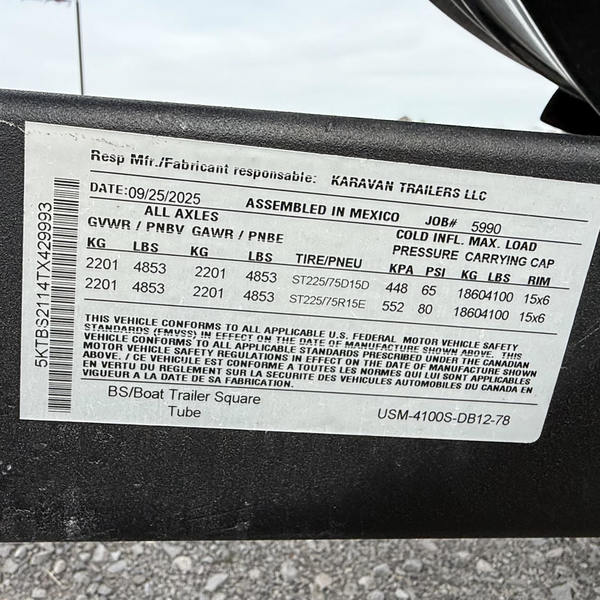 Resp Mfr./Fabricant responsable: KARAVAN TRAILERS LLC
DATE:09/25/2025 ASSEMBLED IN MEXICO JOB# 5990
ALL AXLES COLD INFL. MAX. LOAD
GVWR / PNBV GAWR / PNBE PRESSURE CARRYING CAP
KG LBS KG LBS TIRE/PNEU KPA PSI KG LBS RIM
2201 4853 2201 4853 ST225/75D15D 448 65 18604100 15x6
2201 4853 2201 4853 ST225/75R15E 552 80 18604100 15x6
THIS VEHICLE CONFORMS TO ALL APPLICABLE U.S. FEDERAL MOTOR VEHICLE SAFETY
STANDARDS (FMVSS) IN EFFECT ON THE DATE OF MANUFACTURE SHOWN ABOVE. /THIS
VEHICLE CONFORMS TO ALL APPLICABLE STANDARDS PRESCRIBED UNDER THE CANADIAN
MOTOR VEHICLE SAFETY REGULATIONS IN EFFECT ON THE DATE OF MANUFACTURE SHOWN
ABOVE. / CE VEHICULE EST CONFORME A TOUTES LES NORMES QUI LUI SONT APPLICABLES
EN VERTU DU REGLEMENT SUR LA SECURITE DES VEHICULES AUTOMOBILES DU CANADA EN
VIGUEUR A LA DATE DE SA FABRICATION.
BS/Boat Trailer Square
Tube
USM-4100S-DB12-78
5KTBS2114TX429993